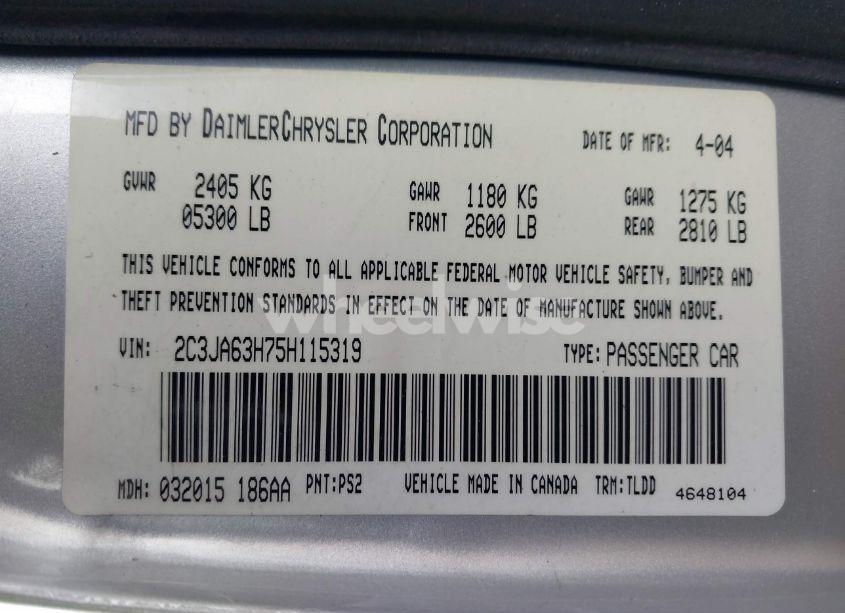 MFD BY DAIMLERCHRYSLER CORPORATION DATE OF MFR: 4-04
GVWR 2405 KG GAWR 1180 KG GAWR 1275 KG
05300 LB FRONT 2600 LB REAR 2810 LB
THIS VEHICLE CONFORMS TO ALL APPLICABLE FEDERAL MOTOR VEHICLE SAFETY, BUMPER AND
THEFT PREVENTION STANDARDS IN EFFECT ON THE DATE OF MANUFACTURE SHOWN ABOVE.
wheelwise
VIN: 2C3JA63H75H115319 TYPE: PASSENGER CAR
MDH: 032015 186AA PNT:PS2 VEHICLE MADE IN CANADA TRM:TLDD 4648104